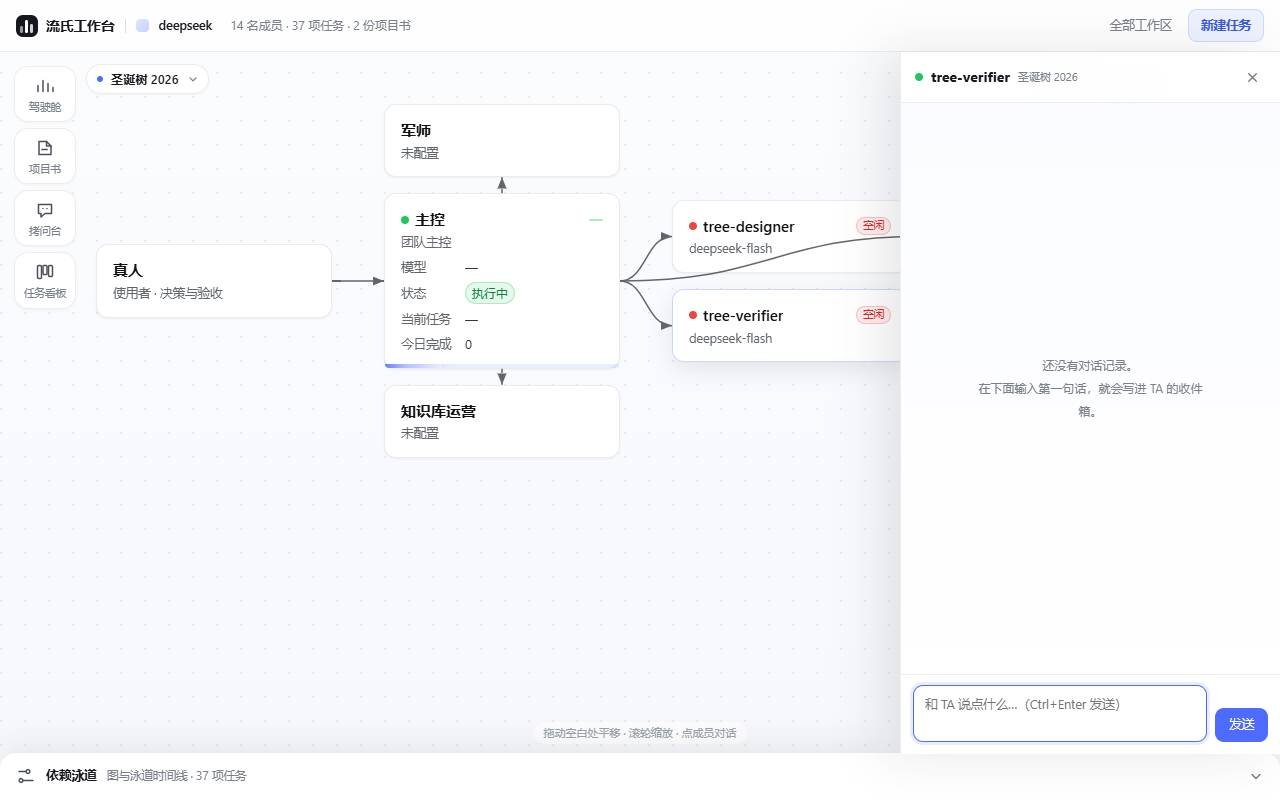 流氏工作台
deepseek
14 名成员 · 37 项任务 · 2 份项目书
全部工作区
新建任务
驾驶舱
项目书
拷问台
任务看板
圣诞树 2026
真人
使用者 · 决策与验收
军师
未配置
主控
团队主控
模型 —
状态 执行中
当前任务 —
今日完成 0
知识库运营
未配置
tree-designer 空闲
deepseek-flash
tree-verifier 空闲
deepseek-flash
tree-verifier 圣诞树 2026
还没有对话记录。
在下面输入第一句话，就会写进 TA 的收件
箱。
和 TA 说点什么…（Ctrl+Enter 发送）
发送
拖动空白处平移 · 滚轮缩放 · 点成员对话
依赖泳道 图与泳道时间线 · 37 项任务